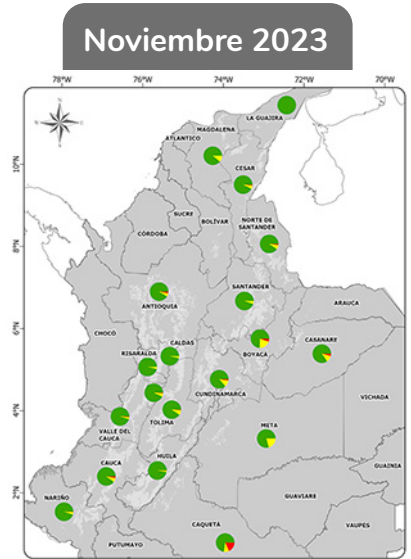 Noviembre 2023
78°W 76°W 74°W 72°W 70°W
N
LA GUAJIRA
MAGDALENA
ATLANTICO
10°N
CESAR
SUCRE
BOLÍVAR
NORTE DE
SANTANDER
CÓRDOBA
8°N
SANTANDER
ANTIOQUIA
ARAUCA
6°N
CHOCÓ
CALDAS
RISARALDA
BOYACA
CASANARE
CUNDINAMARCA
VICHADA
4°N
TOLIMA
VALLE DEL
CAUCA
META
HUILA
CAUCA
GUAINIA
2°N
NARIÑO
GUAVIARE
CAQUETÁ
VAUPES
PUTUMAYO